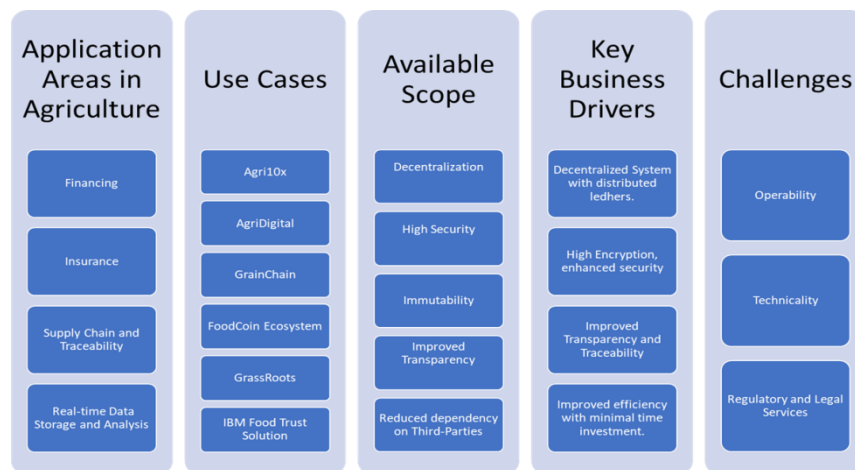 Application
Areas in
Agriculture
Financing
Insurance
Supply Chain and
Traceability
Real-time Data
Storage and Analysis
Use Cases
Agri10x
AgriDigital
GrainChain
FoodCoin Ecosystem
GrassRoots
IBM Food Trust
Solution
Available
Scope
Decentralization
High Security
Immutability
Improved
Transparency
Reduced dependency
on Third-Parties
Key
Business
Drivers
Decentralized System
with distributed
ledhers.
High Encryption,
enhanced security
Improved
Transparency and
Traceability
Improved efficiency
with minimal time
investment.
Challenges
Operability
Technicality
Regulatory and Legal
Services